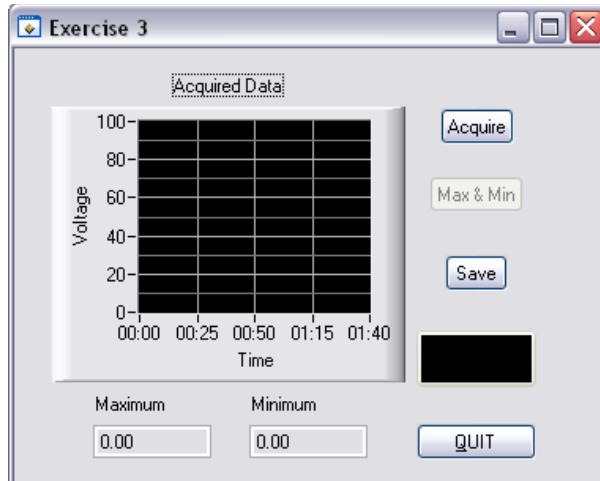 Exercise 3
Acquired Data
100
80
60
40
20
0
Voltage
00:00 00:25 00:50 01:15 01:40
Time
Acquire
Max & Min
Save
Maximum Minimum
0.00 0.00
QUIT